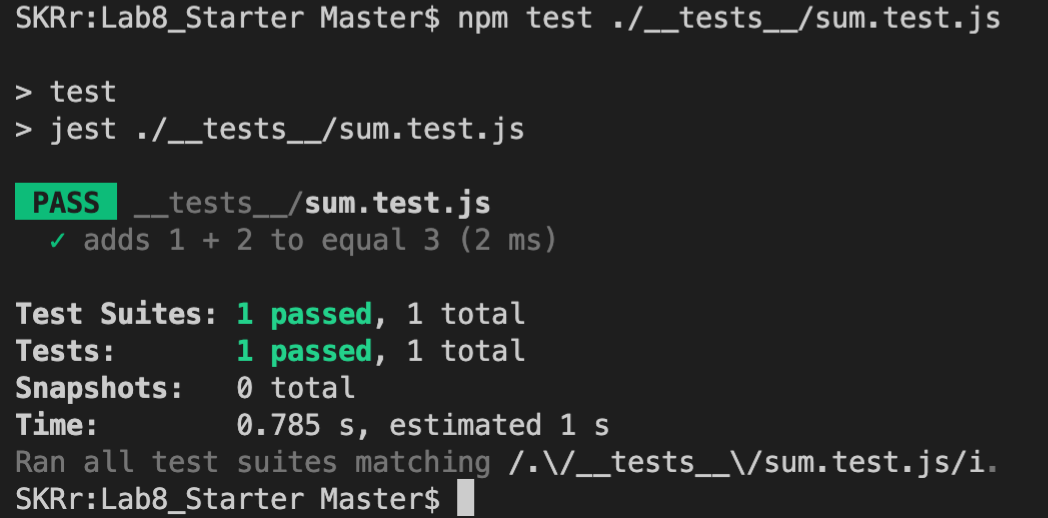 SKRr:Lab8_Starter Master$ npm test ./__tests__/sum.test.js
> test
> jest ./__tests__/sum.test.js
PASS __tests__/sum.test.js
✓ adds 1 + 2 to equal 3 (2 ms)
Test Suites: 1 passed, 1 total
Tests: 1 passed, 1 total
Snapshots: 0 total
Time: 0.785 s, estimated 1 s
Ran all test suites matching /.\/__tests__\/sum.test.js/i.
SKRr:Lab8_Starter Master$